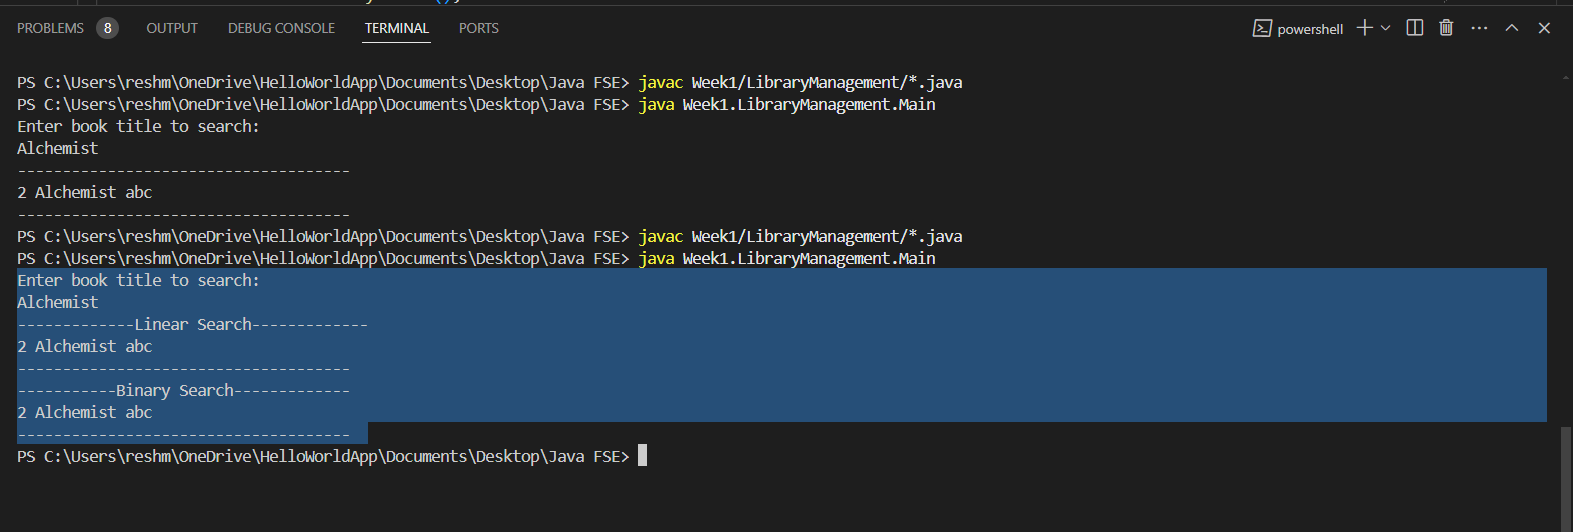 PROBLEMS 8 OUTPUT DEBUG CONSOLE TERMINAL PORTS powershell
PS C:\Users\reshm\OneDrive\HelloWorldApp\Documents\Desktop\Java FSE> javac Week1/LibraryManagement/*.java
PS C:\Users\reshm\OneDrive\HelloWorldApp\Documents\Desktop\Java FSE> java Week1.LibraryManagement.Main
Enter book title to search:
Alchemist
-------------------------------------
2 Alchemist abc
-------------------------------------
PS C:\Users\reshm\OneDrive\HelloWorldApp\Documents\Desktop\Java FSE> javac Week1/LibraryManagement/*.java
PS C:\Users\reshm\OneDrive\HelloWorldApp\Documents\Desktop\Java FSE> java Week1.LibraryManagement.Main
Enter book title to search:
Alchemist
-------------Linear Search-------------
2 Alchemist abc
-------------------------------------
-----------Binary Search-------------
2 Alchemist abc
-------------------------------------
PS C:\Users\reshm\OneDrive\HelloWorldApp\Documents\Desktop\Java FSE>